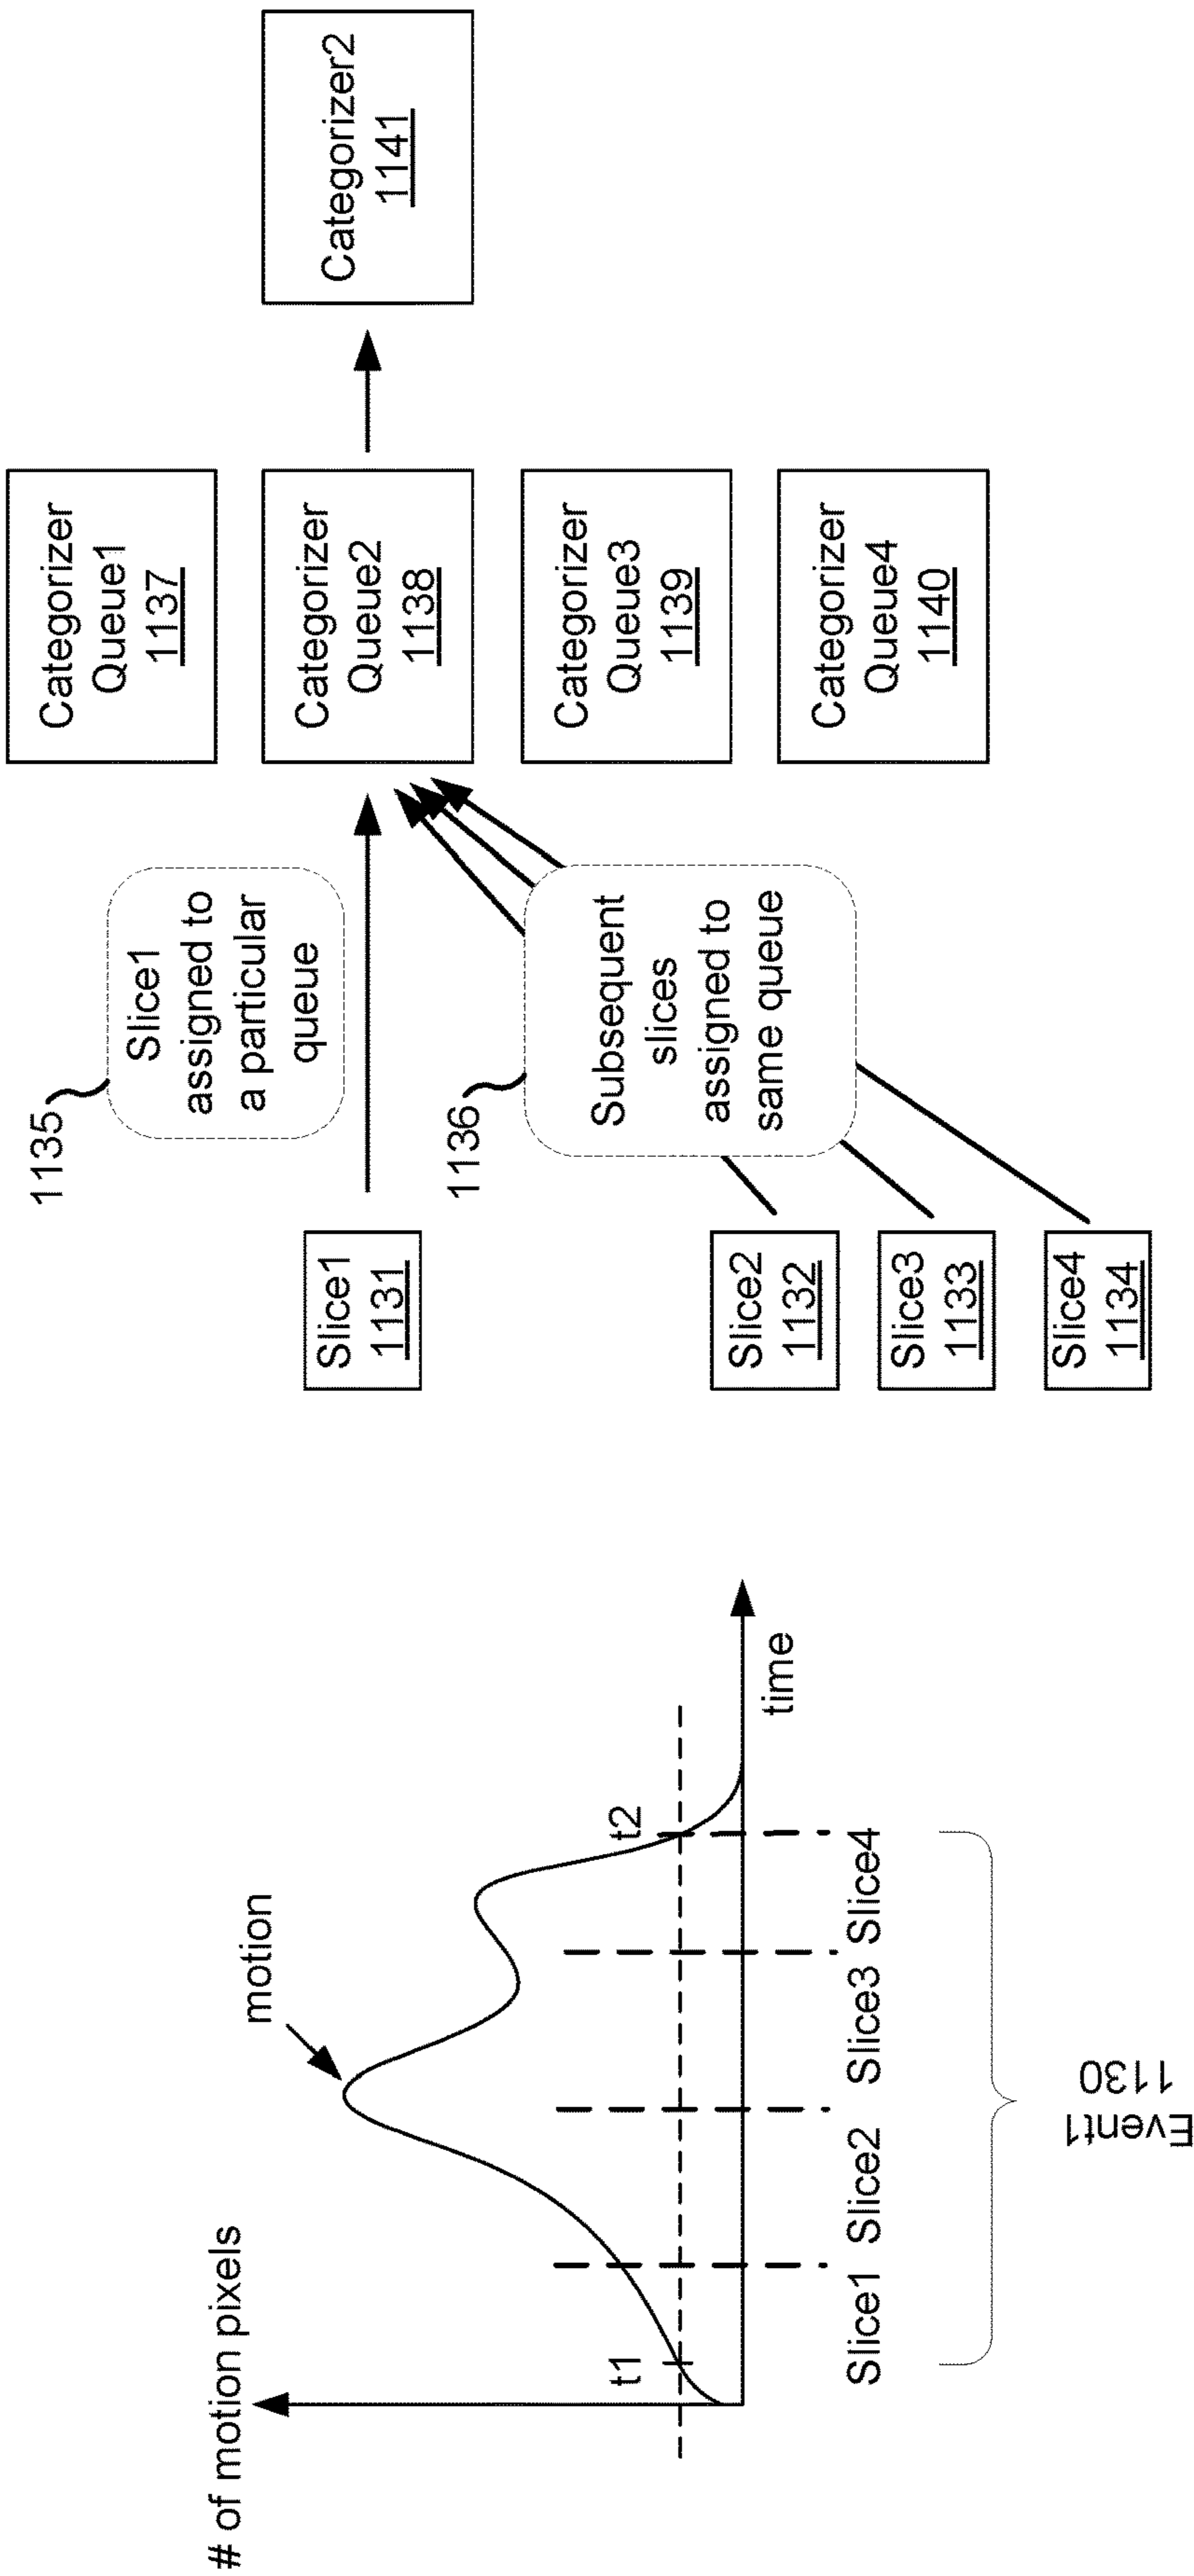 # of motion pixels
motion
t1
t2
time
Slice1
Slice2
Slice3
Slice4
Event1
1130
1135
Slice1
assigned to
a particular
queue
1136
Subsequent
slices
assigned to
same queue
Slice1
1131
Slice2
1132
Slice3
1133
Slice4
1134
Categorizer
Queue1
1137
Categorizer
Queue2
1138
Categorizer
Queue3
1139
Categorizer
Queue4
1140
Categorizer2
1141